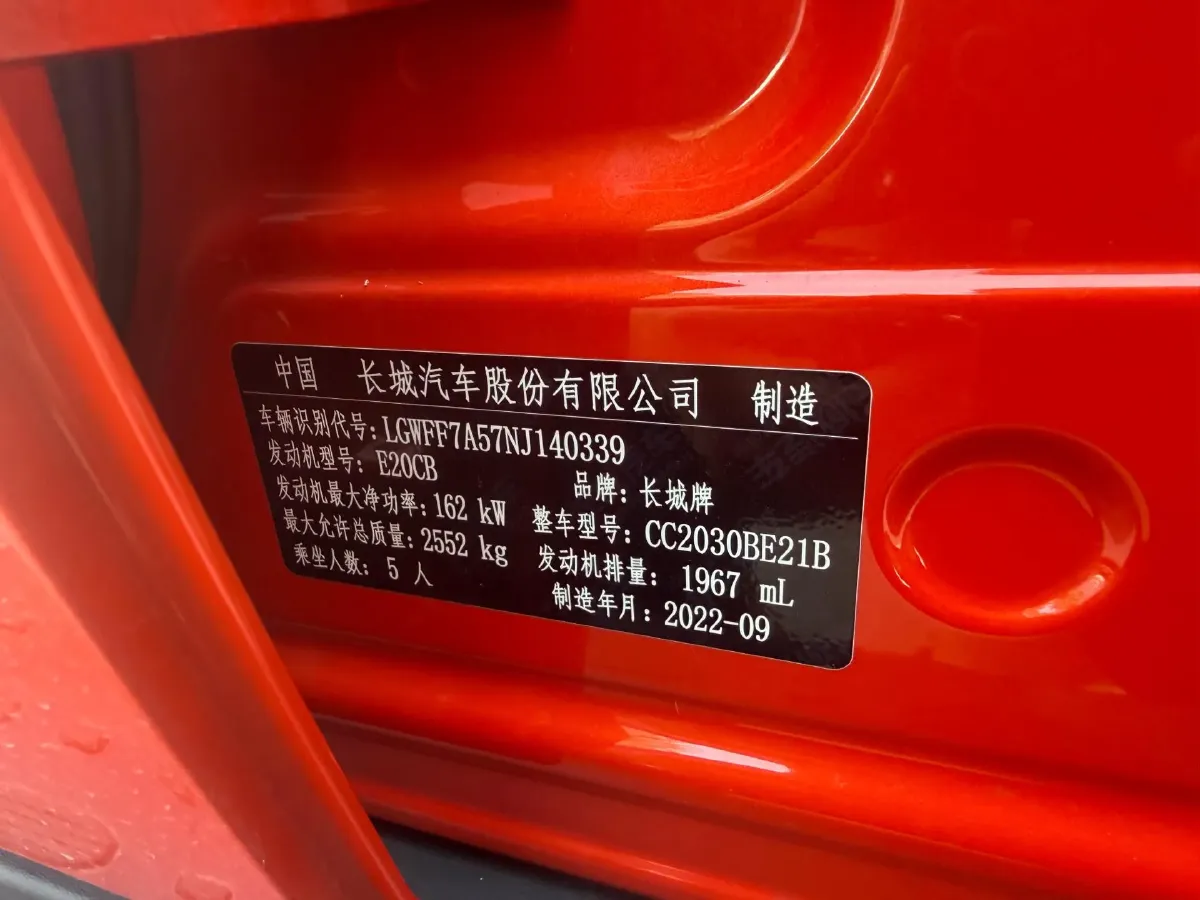 中国 长城汽车股份有限公司 制造
车辆识别代号:LGWFF7A57NJ140339
发动机型号: E20CB 品牌: 长城牌
发动机最大净功率:162 kW 整车型号: CC2030BE21B
最大允许总质量:2552 kg 发动机排量: 1967 mL
乘坐人数: 5 人 制造年月: 2022-09